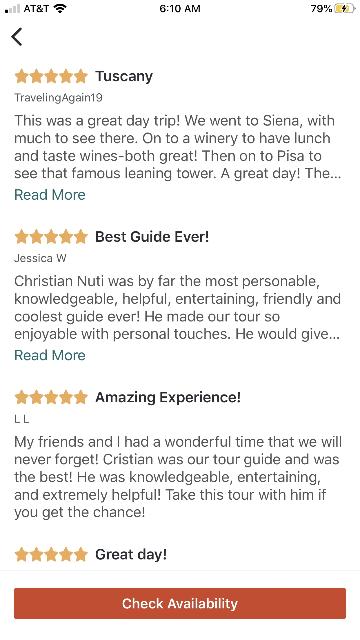 AT&T 6:10 AM 79%
Tuscany
TravelingAgain19
This was a great day trip! We went to Siena, with
much to see there. On to a winery to have lunch
and taste wines-both great! Then on to Pisa to
see that famous leaning tower. A great day! The...
Read More
Best Guide Ever!
Jessica W
Christian Nuti was by far the most personable,
knowledgeable, helpful, entertaining, friendly and
coolest guide ever! He made our tour so
enjoyable with personal touches. He would give...
Read More
Amazing Experience!
L L
My friends and I had a wonderful time that we will
never forget! Cristian was our tour guide and was
the best! He was knowledgeable, entertaining,
and extremely helpful! Take this tour with him if
you get the chance!
Great day!
Check Availability